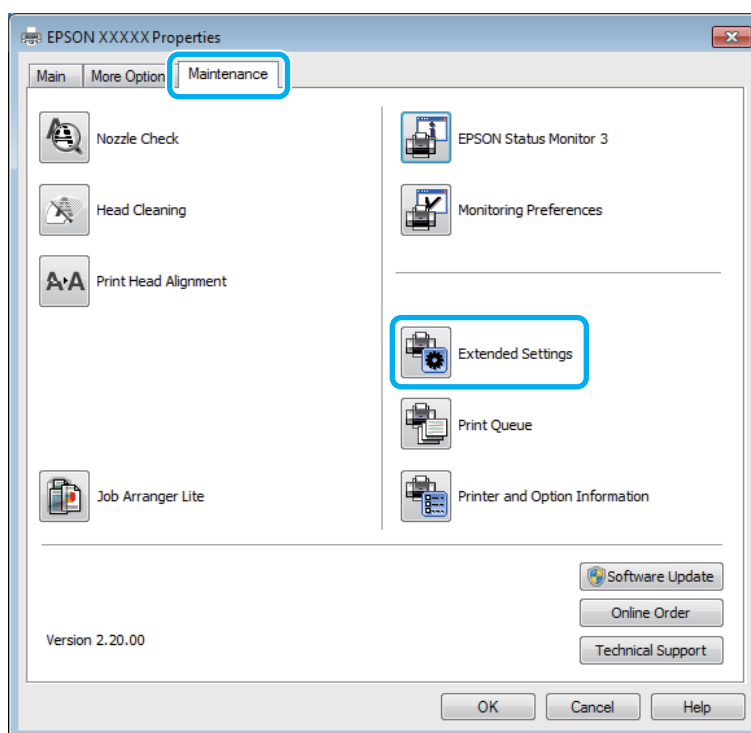 EPSON XXXXX Properties
Main
More Option
Maintenance
Nozzle Check
EPSON Status Monitor 3
Head Cleaning
Monitoring Preferences
A A
Print Head Alignment
Extended Settings
Print Queue
Job Arranger Lite
Printer and Option Information
Software Update
Online Order
Version 2.20.00
Technical Support
OK
Cancel
Help